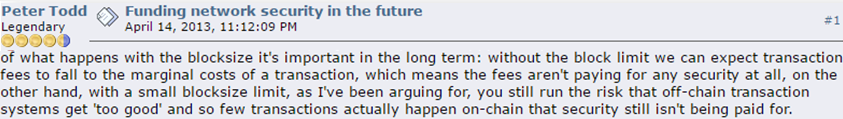 Peter Todd
Legendary
Funding network security in the future
April 14, 2013, 11:12:09 PM
#1
of what happens with the blocksize it's important in the long term: without the block limit we can expect transaction
fees to fall to the marginal costs of a transaction, which means the fees aren't paying for any security at all, on the
other hand, with a small blocksize limit, as I've been arguing for, you still run the risk that off-chain transaction
systems get 'too good' and so few transactions actually happen on-chain that security still isn't being paid for.